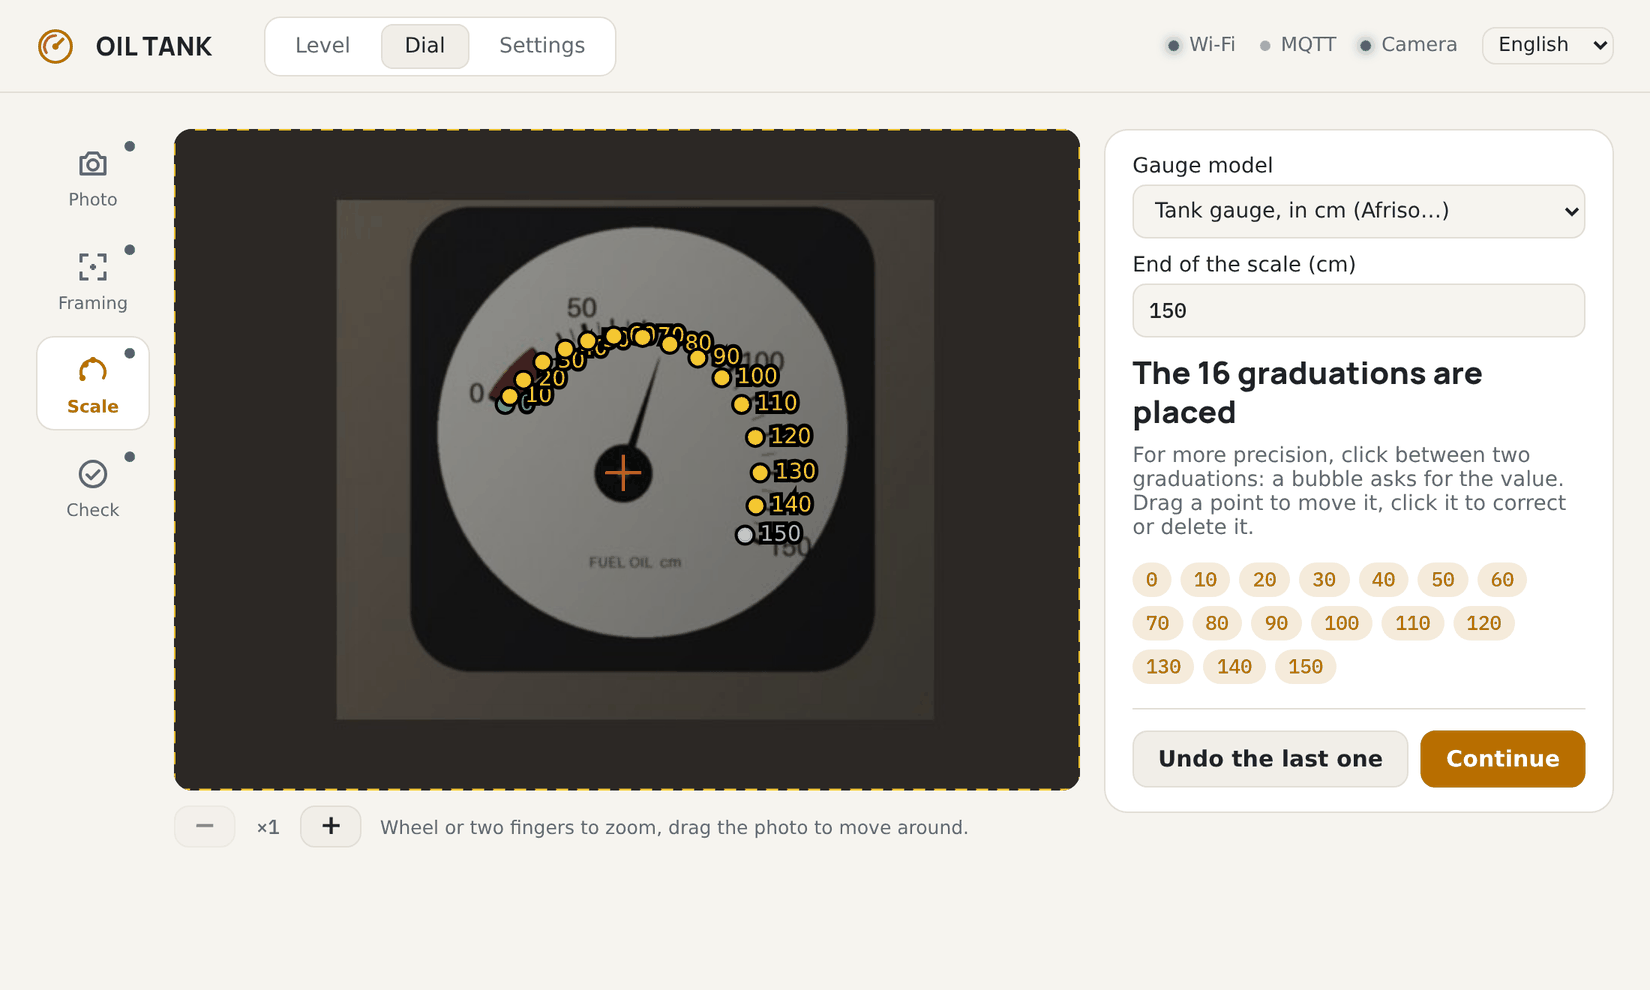 OIL TANK
Level
Dial
Settings
Wi-Fi
MQTT
Camera
English
Photo
Framing
Scale
Check
50
100
0
150
FUEL OIL cm
0
10
20
30
70
80
90
100
110
120
130
140
150
×1
Wheel or two fingers to zoom, drag the photo to move around.
Gauge model
Tank gauge, in cm (Afriso...)
End of the scale (cm)
150
The 16 graduations are
placed
For more precision, click between two
graduations: a bubble asks for the value.
Drag a point to move it, click it to correct
or delete it.
0 10 20 30 40 50 60
70 80 90 100 110 120
130 140 150
Undo the last one
Continue